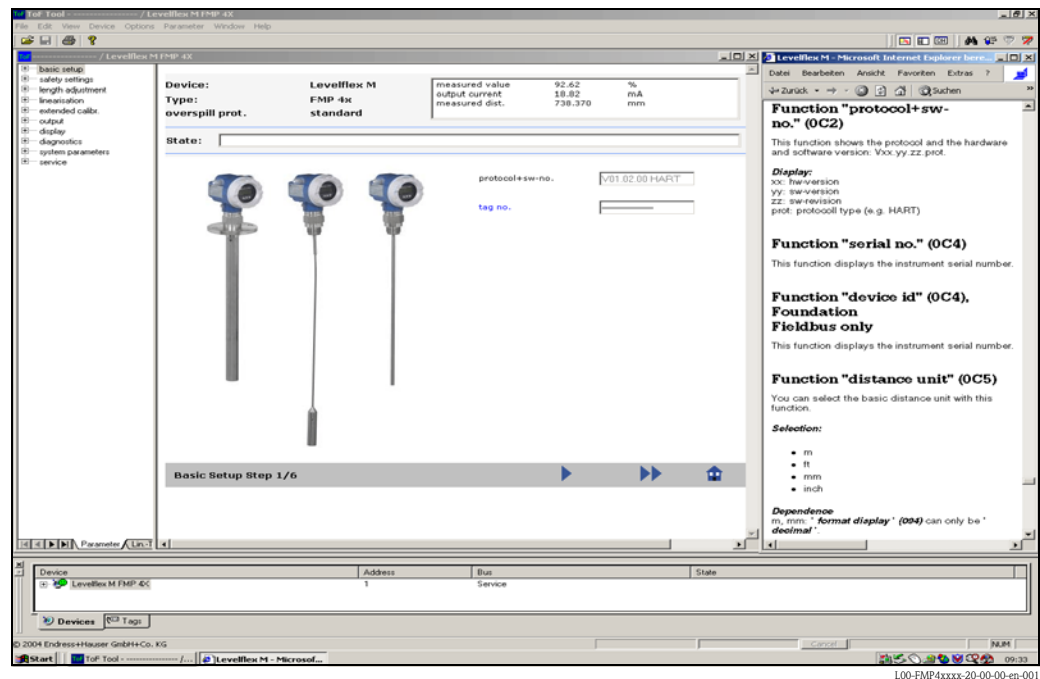 ToF Tool - ---------------- / Levelflex M FMP 4X
File Edit View Device Options Parameter Window Help
---------------- / Levelflex M FMP 4X
basic setup
safety settings
length adjustment
linearisation
extended calibr.
output
display
diagnostics
system parameters
service
Device: Levelflex M
Type: FMP 4x
overspill prot. standard
measured value 92.62 %
output current 18.82 mA
measured dist. 738.370 mm
State:
protocol+sw-no. V01.02.00 HART
tag no. ----------------
Basic Setup Step 1/6
Parameter Lin.-T
Levelflex M - Microsoft Internet Explorer bere...
Datei Bearbeiten Ansicht Favoriten Extras ?
Zurück Suchen
Function "protocol+sw-
no." (0C2)
This function shows the protocol and the hardware
and software version: Vxx.yy.zz.prot.
Display:
xx: hw-version
yy: sw-version
zz: sw-revision
prot: protocoll type (e.g. HART)
Function "serial no." (0C4)
This function displays the instrument serial number.
Function "device id" (0C4),
Foundation
Fieldbus only
This function displays the instrument serial number.
Function "distance unit" (0C5)
You can select the basic distance unit with this
function.
Selection:
• m
• ft
• mm
• inch
Dependence
m, mm: ' format display ' (094) can only be '
decimal '.
Device Address Bus State
Levelflex M FMP 4X 1 Service
Devices Tags
© 2004 Endress+Hauser GmbH+Co. KG Cancel NUM
Start ToF Tool - ---------------- /... Levelflex M - Microsof... 09:33
L00-FMP4xxxx-20-00-00-en-001